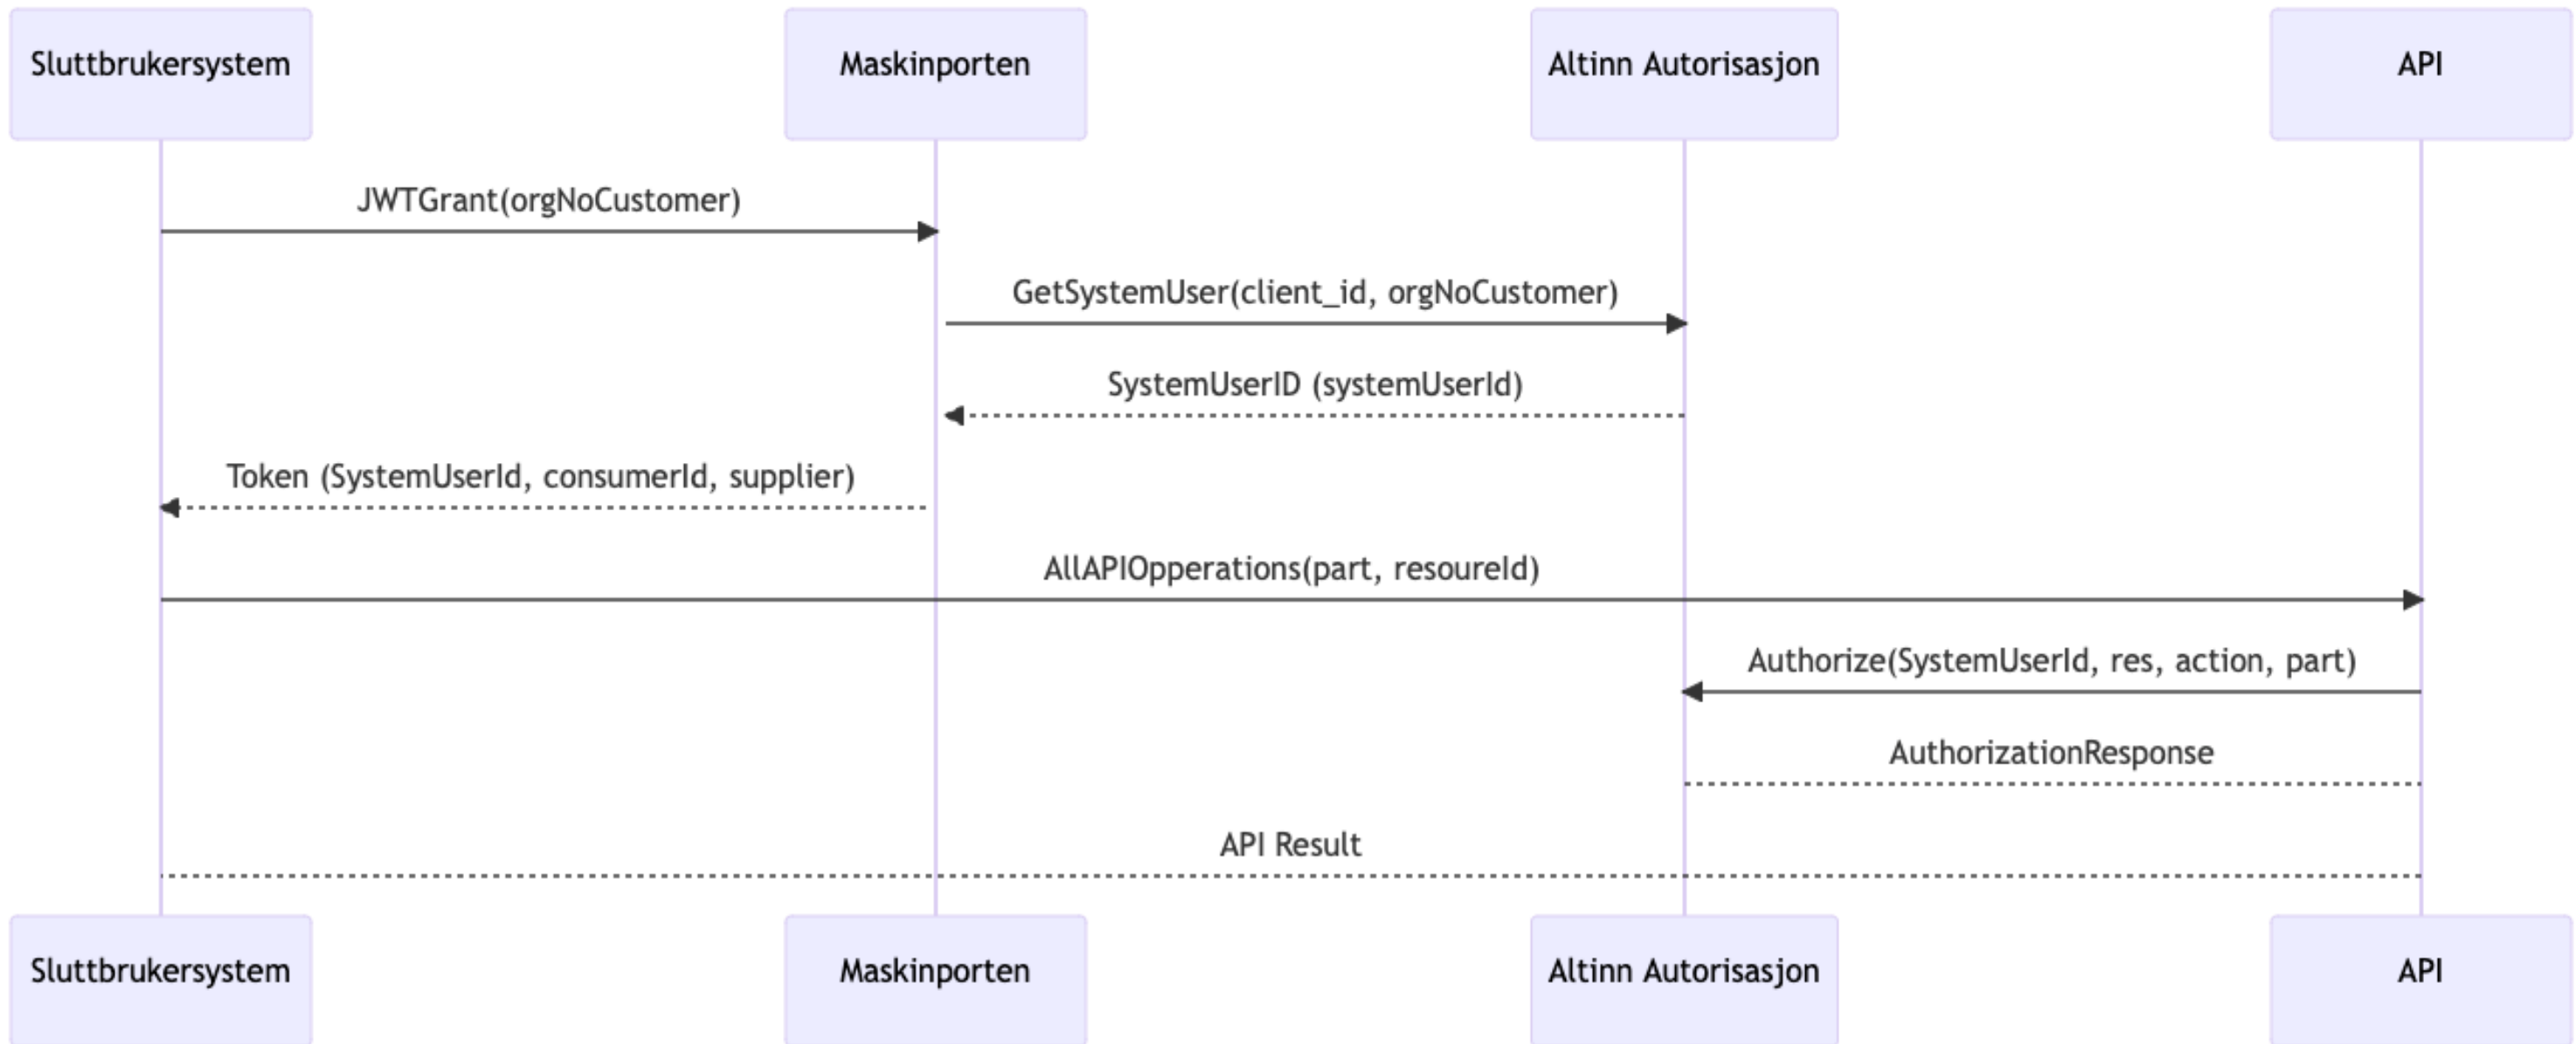 Sluttbrukersystem
Maskinporten
Altinn Autorisasjon
API
JWTGrant(orgNoCustomer)
GetSystemUser(client_id, orgNoCustomer)
SystemUserID (systemUserId)
Token (SystemUserId, consumerId, supplier)
AllAPIOpperations(part, resoureId)
Authorize(SystemUserId, res, action, part)
AuthorizationResponse
API Result
Sluttbrukersystem
Maskinporten
Altinn Autorisasjon
API